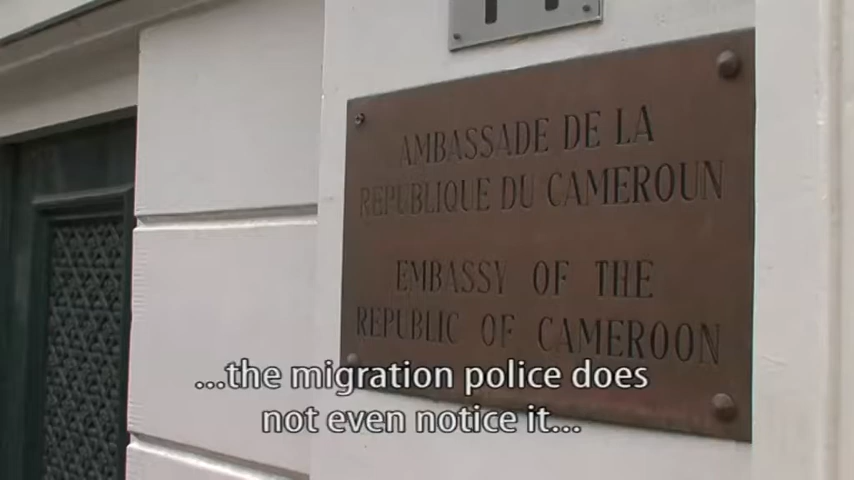 AMBASSADE DE LA
REPUBLIQUE DU CAMEROUN
EMBASSY OF THE
REPUBLIC OF CAMEROON
...the migration police does
not even notice it...